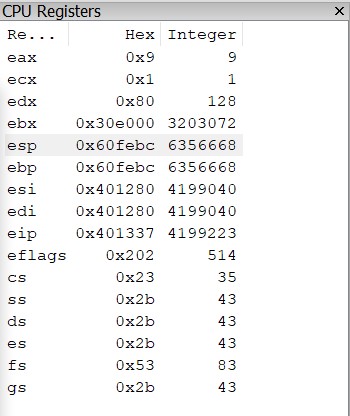 CPU Registers
Re... Hex Integer
eax 0x9 9
ecx 0x1 1
edx 0x80 128
ebx 0x30e000 3203072
esp 0x60febc 6356668
ebp 0x60febc 6356668
esi 0x401280 4199040
edi 0x401280 4199040
eip 0x401337 4199223
eflags 0x202 514
cs 0x23 35
ss 0x2b 43
ds 0x2b 43
es 0x2b 43
fs 0x53 83
gs 0x2b 43